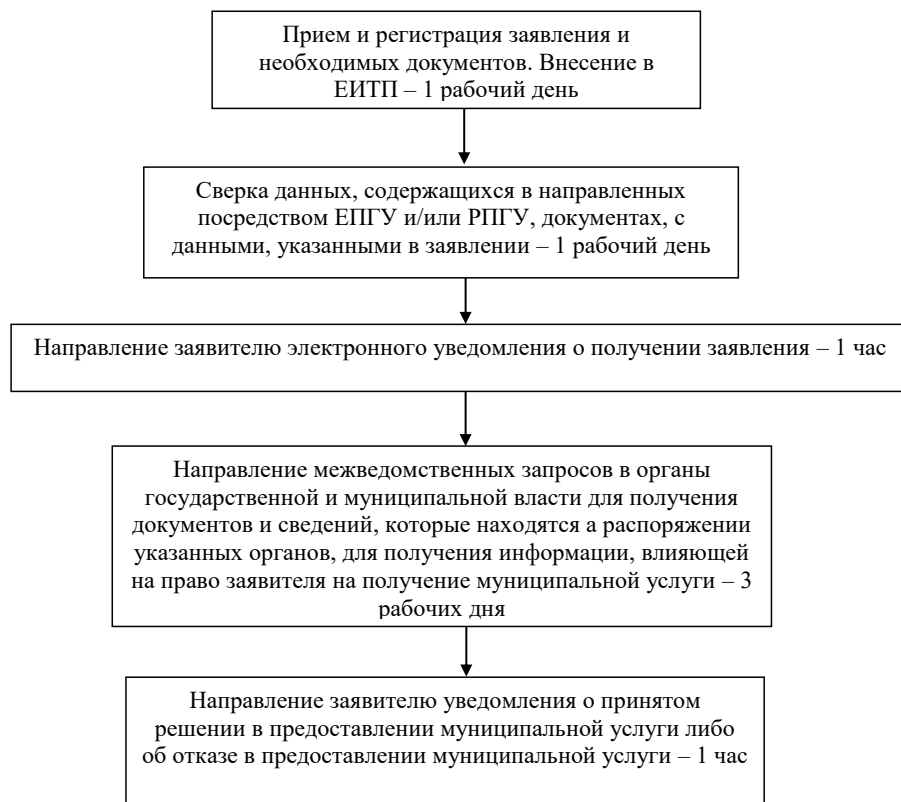 Прием и регистрация заявления и
необходимых документов. Внесение в
ЕИТП – 1 рабочий день
Сверка данных, содержащихся в направленных
посредством ЕПГУ и/или РПГУ, документах, с
данными, указанными в заявлении – 1 рабочий день
Направление заявителю электронного уведомления о получении заявления – 1 час
Направление межведомственных запросов в органы
государственной и муниципальной власти для получения
документов и сведений, которые находятся а распоряжении
указанных органов, для получения информации, влияющей
на право заявителя на получение муниципальной услуги – 3
рабочих дня
Направление заявителю уведомления о принятом
решении в предоставлении муниципальной услуги либо
об отказе в предоставлении муниципальной услуги – 1 час